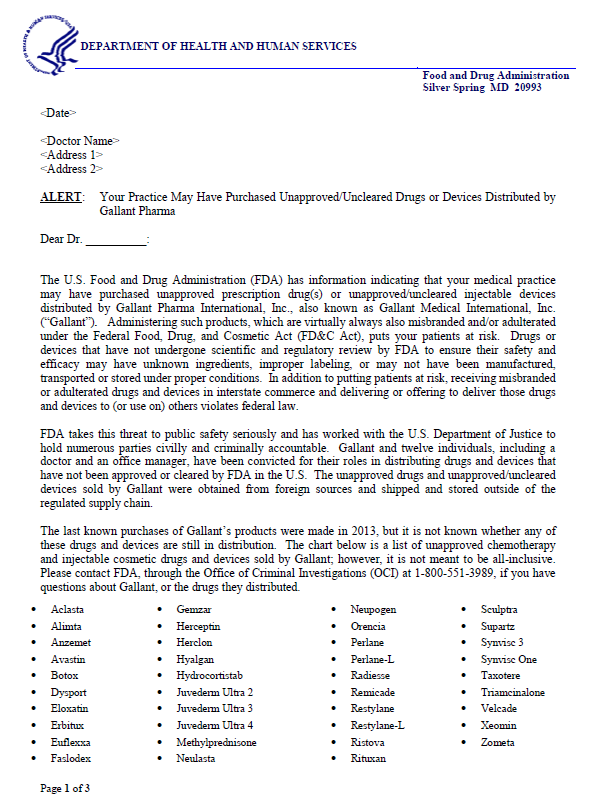 DEPARTMENT OF HEALTH AND HUMAN SERVICES
Food and Drug Administration
Silver Spring MD 20993
<Date>
<Doctor Name>
<Address 1>
<Address 2>
ALERT: Your Practice May Have Purchased Unapproved/Uncleared Drugs or Devices Distributed by
Gallant Pharma
Dear Dr. __________:
The U.S. Food and Drug Administration (FDA) has information indicating that your medical practice
may have purchased unapproved prescription drug(s) or unapproved/uncleared injectable devices
distributed by Gallant Pharma International, Inc., also known as Gallant Medical International, Inc.
(“Gallant”). Administering such products, which are virtually always also misbranded and/or adulterated
under the Federal Food, Drug, and Cosmetic Act (FD&C Act), puts your patients at risk. Drugs or
devices that have not undergone scientific and regulatory review by FDA to ensure their safety and
efficacy may have unknown ingredients, improper labeling, or may not have been manufactured,
transported or stored under proper conditions. In addition to putting patients at risk, receiving misbranded
or adulterated drugs and devices in interstate commerce and delivering or offering to deliver those drugs
and devices to (or use on) others violates federal law.
FDA takes this threat to public safety seriously and has worked with the U.S. Department of Justice to
hold numerous parties civilly and criminally accountable. Gallant and twelve individuals, including a
doctor and an office manager, have been convicted for their roles in distributing drugs and devices that
have not been approved or cleared by FDA in the U.S. The unapproved drugs and unapproved/uncleared
devices sold by Gallant were obtained from foreign sources and shipped and stored outside of the
regulated supply chain.
The last known purchases of Gallant’s products were made in 2013, but it is not known whether any of
these drugs and devices are still in distribution. The chart below is a list of unapproved chemotherapy
and injectable cosmetic drugs and devices sold by Gallant; however, it is not meant to be all-inclusive.
Please contact FDA, through the Office of Criminal Investigations (OCI) at 1-800-551-3989, if you have
questions about Gallant, or the drugs they distributed.
• Aclasta
• Alimta
• Anzemet
• Avastin
• Botox
• Dysport
• Eloxatin
• Erbitux
• Euflexxa
• Faslodex
• Gemzar
• Herceptin
• Herclon
• Hyalgan
• Hydrocortistab
• Juvederm Ultra 2
• Juvederm Ultra 3
• Juvederm Ultra 4
• Methylprednisone
• Neulasta
• Neupogen
• Orencia
• Perlane
• Perlane-L
• Radiesse
• Remicade
• Restylane
• Restylane-L
• Ristova
• Rituxan
• Sculptra
• Supartz
• Synvisc 3
• Synvisc One
• Taxotere
• Triamcinalone
• Velcade
• Xeomin
• Zometa
Page 1 of 3